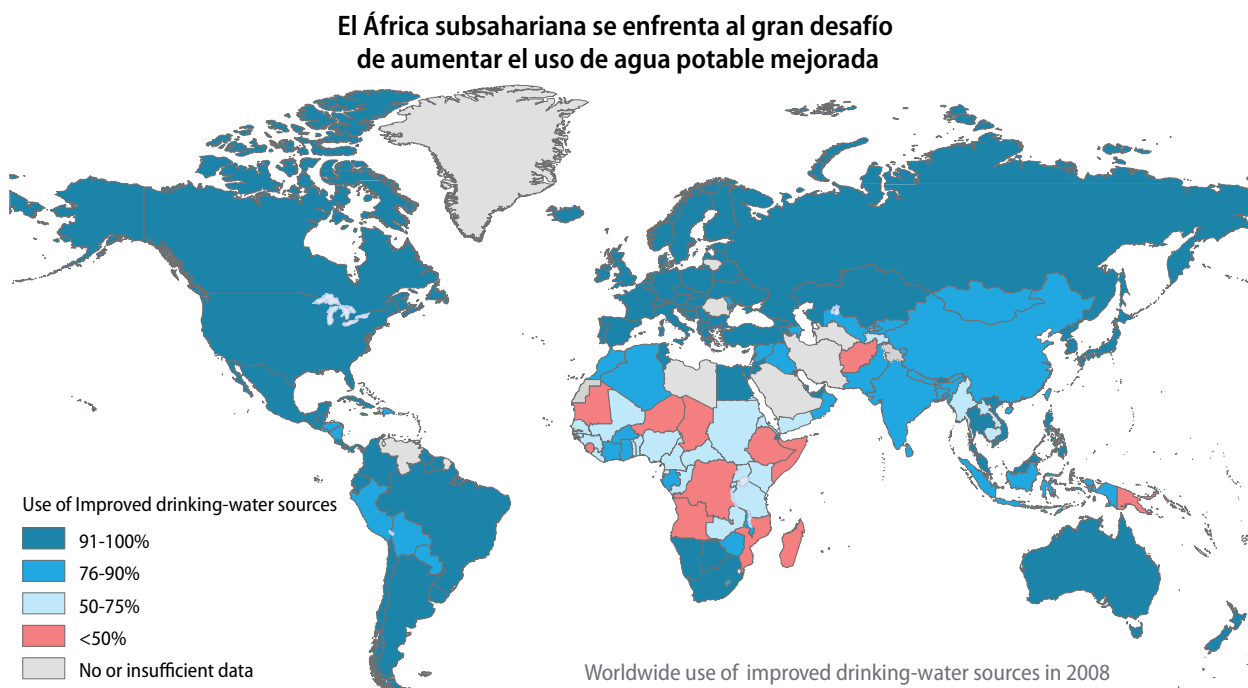 El África subsahariana se enfrenta al gran desafío
de aumentar el uso de agua potable mejorada
Use of Improved drinking-water sources
91-100%
76-90%
50-75%
<50%
No or insufficient data
Worldwide use of improved drinking-water sources in 2008